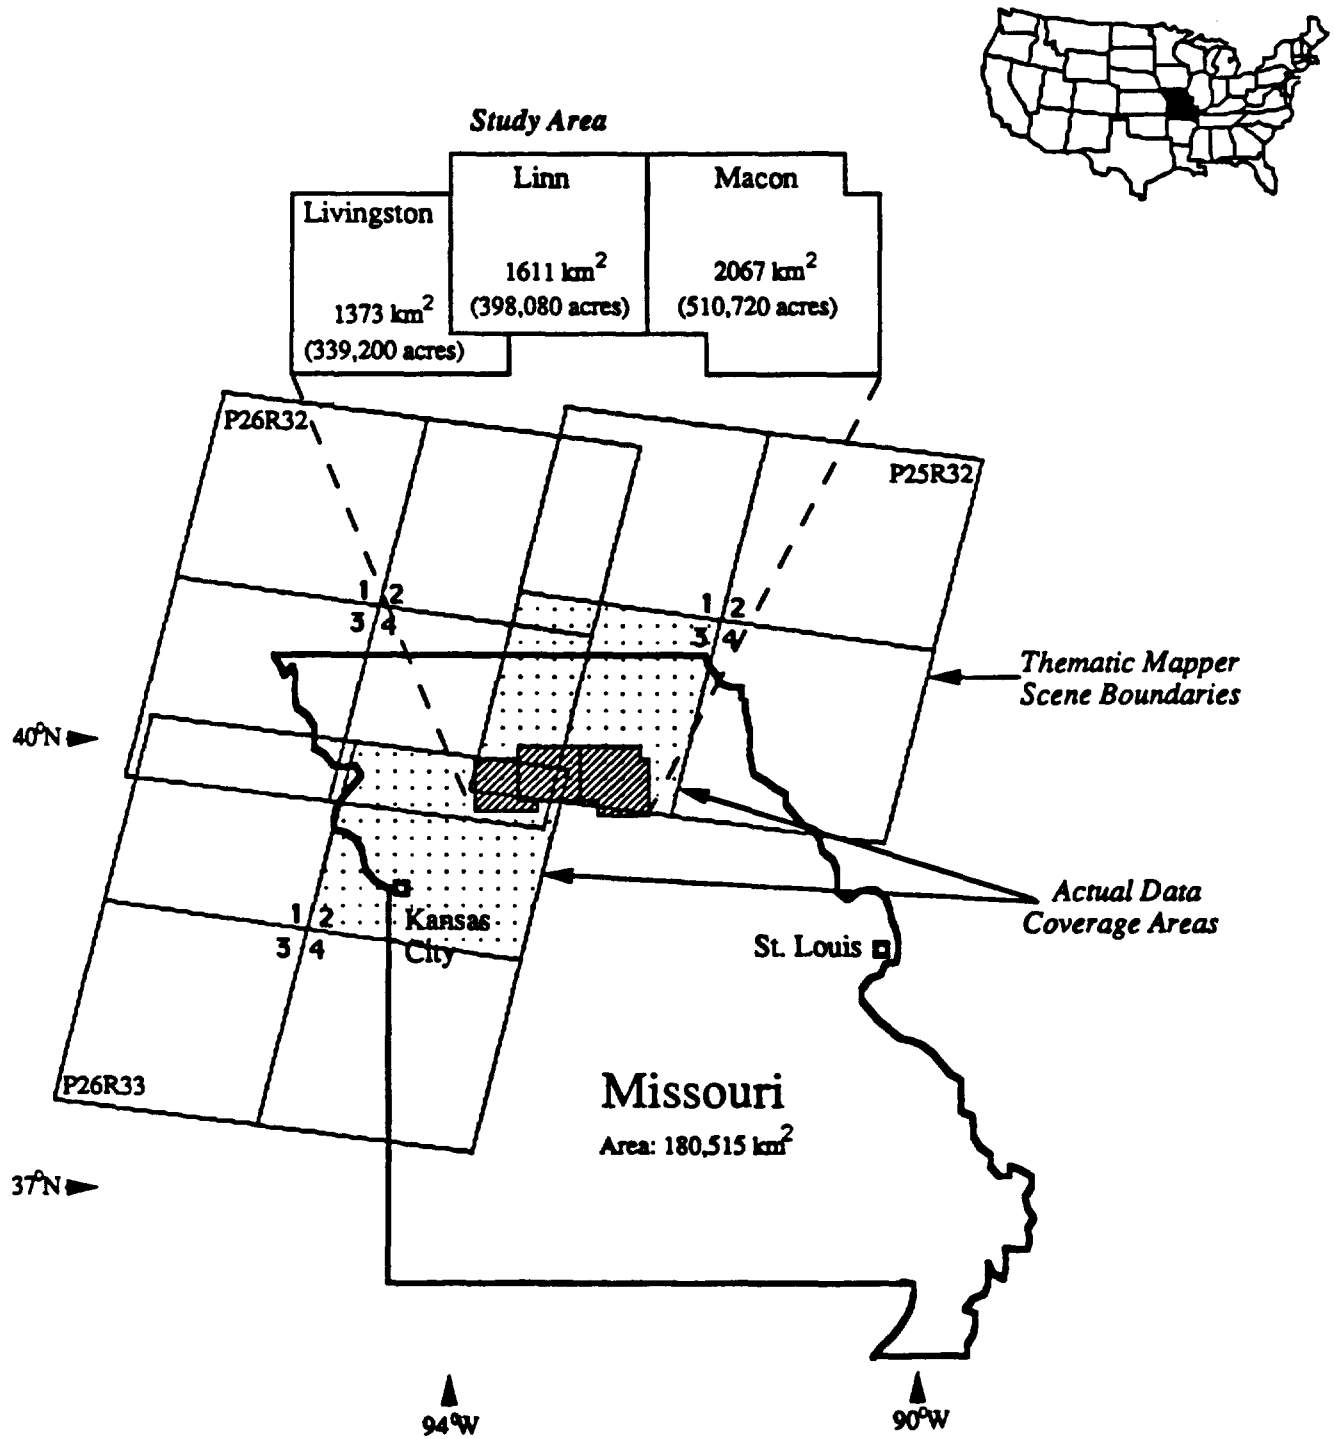 Study Area
Linn
Macon
Livingston
1611 km2
(398,080 acres)
2067 km2
(510,720 acres)
1373 km2
(339,200 acres)
P26R32
P25R32
1 2
3 4
1 2
3 4
Thematic Mapper
Scene Boundaries
40°N
Actual Data
Coverage Areas
1 2
3 4
Kansas
City
St. Louis
P26R33
Missouri
Area: 180,515 km2
37°N
94°W
90°W